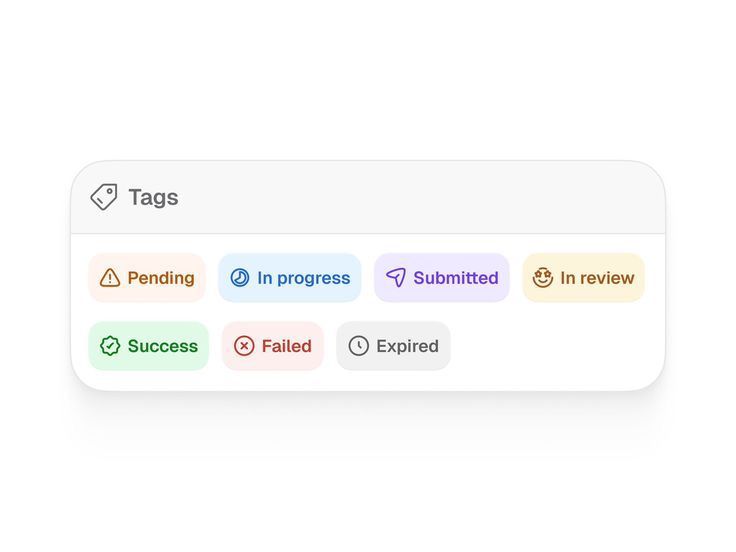 Tags
Pending In progress Submitted In review
Success Failed Expired